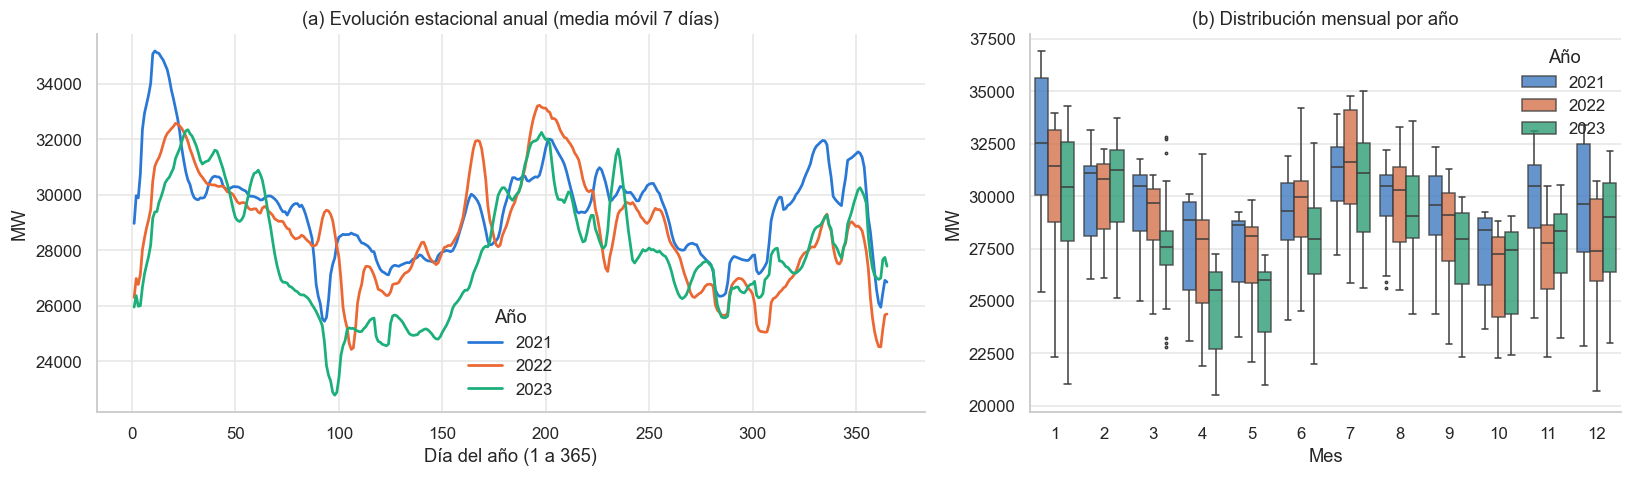 (a) Evolución estacional anual (media móvil 7 días)
34000
32000
30000
28000
26000
24000
MW
Año
2021
2022
2023
0 50 100 150 200 250 300 350
Día del año (1 a 365)
(b) Distribución mensual por año
37500
35000
32500
30000
27500
25000
22500
20000
MW
Año
2021
2022
2023
1 2 3 4 5 6 7 8 9 10 11 12
Mes